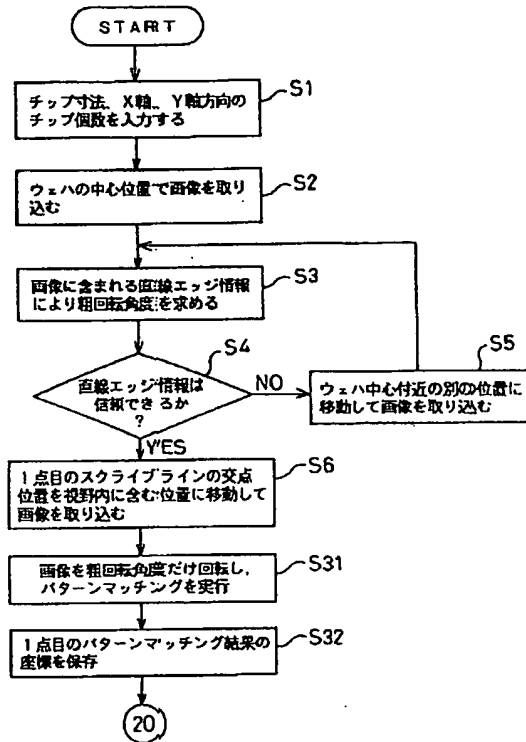 START
S1
チップ寸法、X軸、Y軸方向の
チップ個数を入力する
S2
ウェハの中心位置で画像を取り
込む
S3
画像に含まれる直線エッジ情報
により粗回転角度を求める
S4
直線エッジ情報は
信頼できるか
?
NO
S5
ウェハ中心付近の別の位置に
移動して画像を取り込む
YES
S6
1点目のスクライブラインの交点
位置を視野内に含む位置に移動して
画像を取り込む
S31
画像を粗回転角度だけ回転し、
パターンマッチングを実行
S32
1点目のパターンマッチング結果の
座標を保存
20